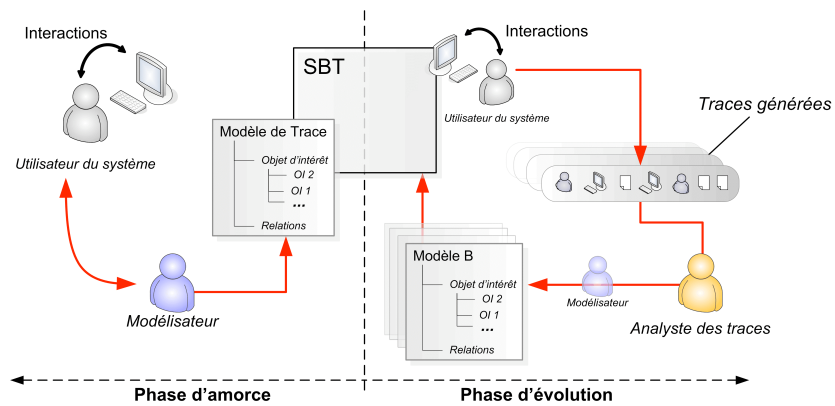 Interactions
Utilisateur du système
Modélisateur
SBT
Modèle de Trace
Objet d'intérêt
OI 2
OI 1
...
Relations
Interactions
Utilisateur du système
Traces générées
Modèle B
Objet d'intérêt
OI 2
OI 1
...
Relations
Modélisateur
Analyste des traces
Phase d'amorce
Phase d'évolution